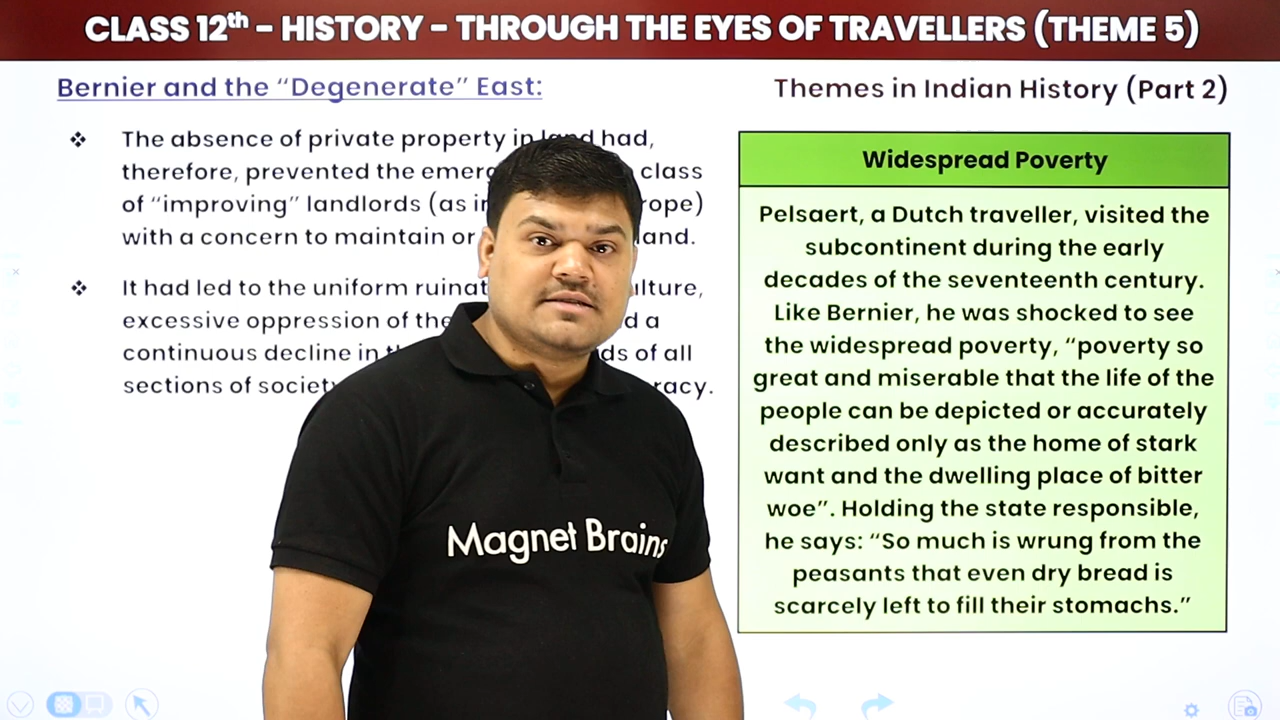 CLASS 12th – HISTORY – THROUGH THE EYES OF TRAVELLERS (THEME 5)
Bernier and the “Degenerate” East:
Themes in Indian History (Part 2)
❖ The absence of private property in land had,
therefore, prevented the class
of “improving” landlords (as
with a concern to maintain or land.
❖ It had led to the uniform
excessive oppression of the a
continuous decline in of all
sections of society
Widespread Poverty
Pelsaert, a Dutch traveller, visited the
subcontinent during the early
decades of the seventeenth century.
Like Bernier, he was shocked to see
the widespread poverty, “poverty so
great and miserable that the life of the
people can be depicted or accurately
described only as the home of stark
want and the dwelling place of bitter
woe”. Holding the state responsible,
he says: “So much is wrung from the
peasants that even dry bread is
scarcely left to fill their stomachs.”
Magnet Brains